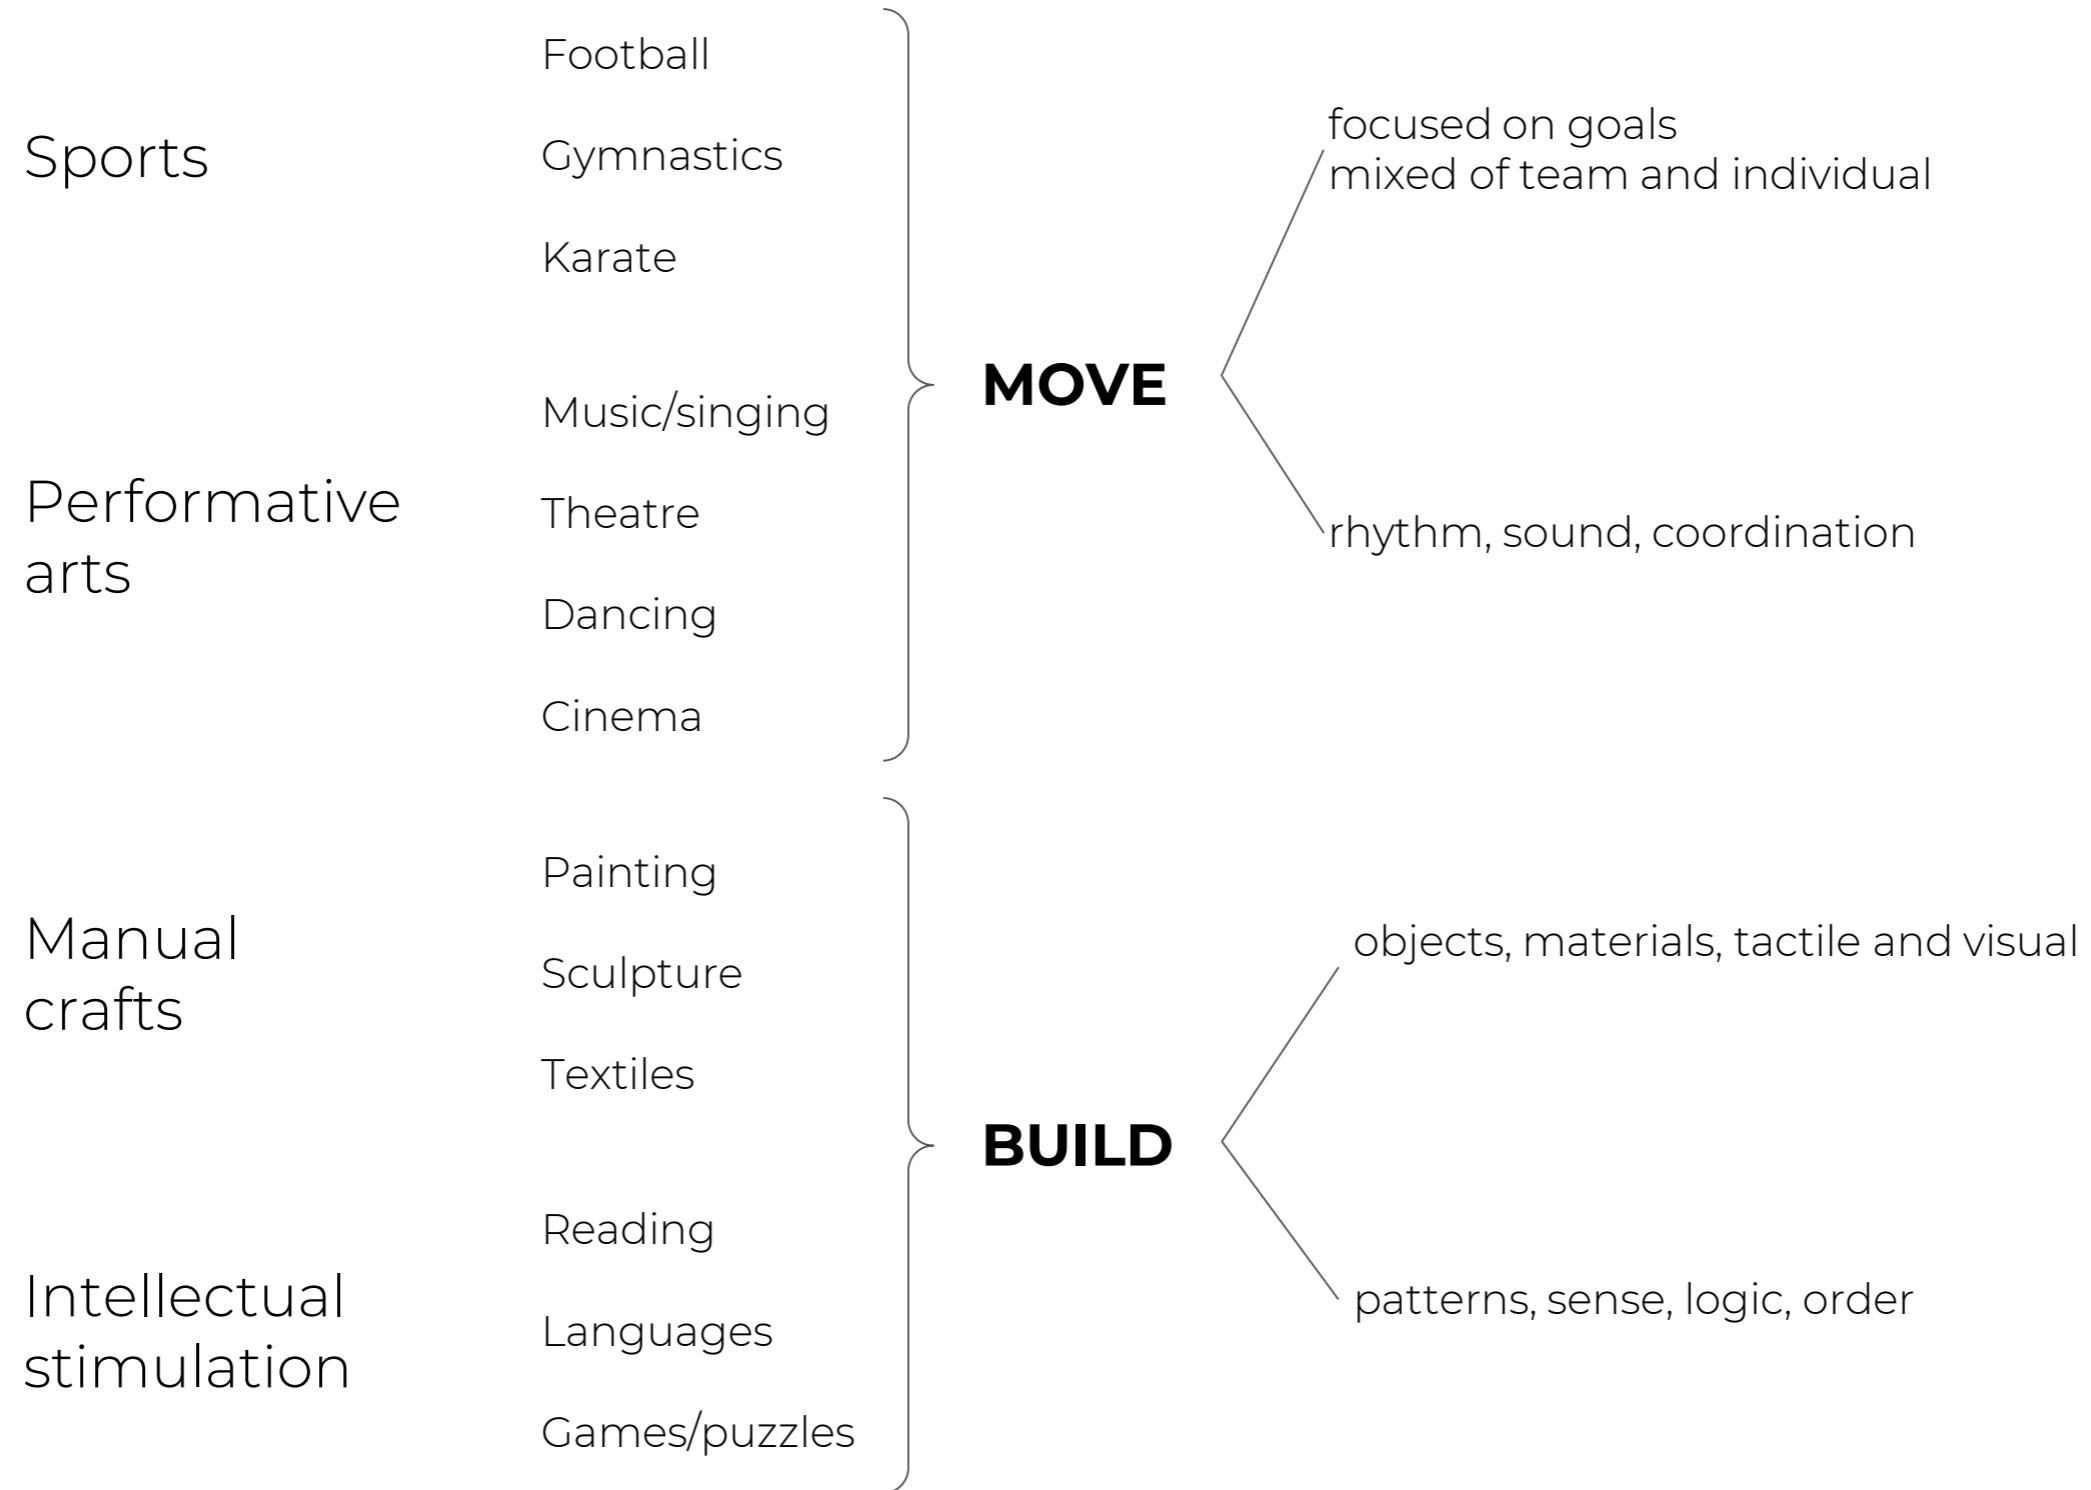 Sports
Football
Gymnastics
Karate
Performative
arts
Music/singing
Theatre
Dancing
Cinema
MOVE
focused on goals
mixed of team and individual
rhythm, sound, coordination
Manual
crafts
Painting
Sculpture
Textiles
Intellectual
stimulation
Reading
Languages
Games/puzzles
BUILD
objects, materials, tactile and visual
patterns, sense, logic, order